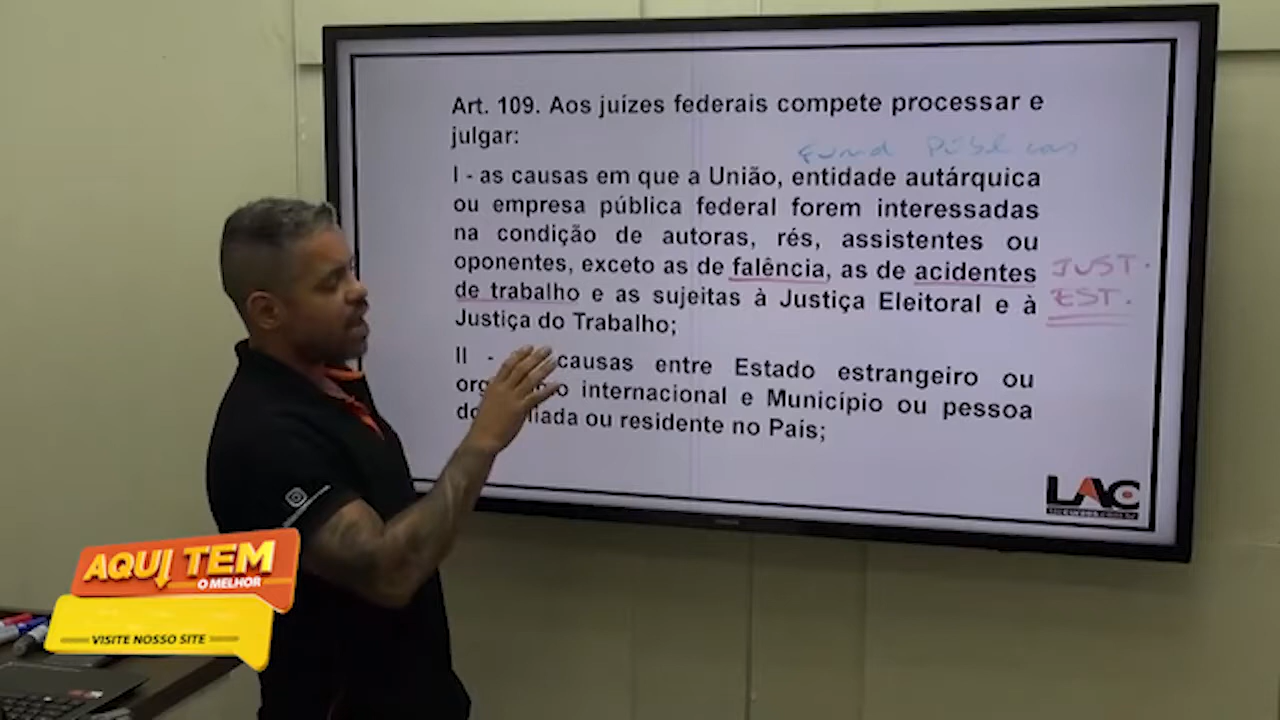 Art. 109. Aos juízes federais compete processar e
julgar:
Fund Públicas
I - as causas em que a União, entidade autárquica
ou empresa pública federal forem interessadas
na condição de autoras, rés, assistentes ou
oponentes, exceto as de falência, as de acidentes
JUST.
de trabalho e as sujeitas à Justiça Eleitoral e à
EST.
Justiça do Trabalho;
II - causas entre Estado estrangeiro ou
internacional e Município ou pessoa
ou residente no País;
LAC
AQUI TEM
O MELHOR
VISITE NOSSO SITE